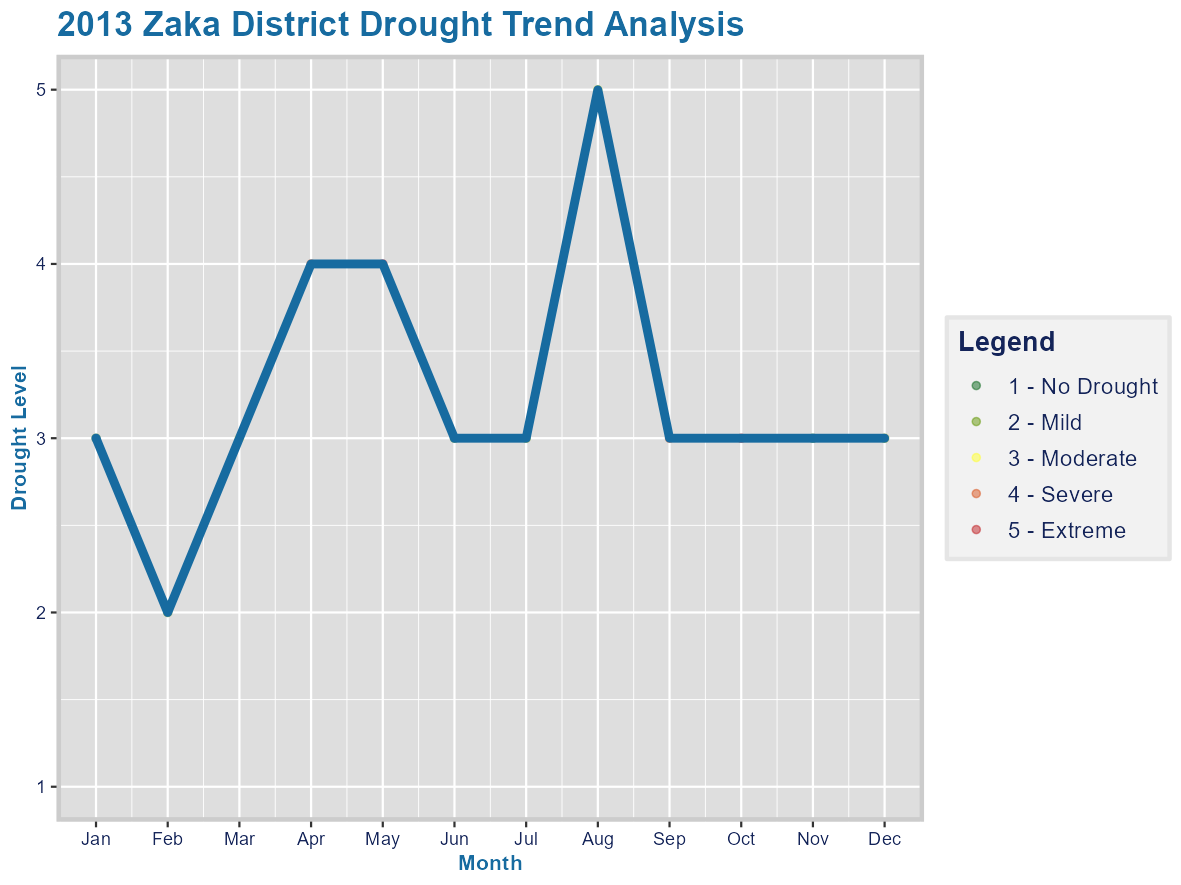 2013 Zaka District Drought Trend Analysis
Drought Level
5
4
3
2
1
Jan Feb Mar Apr May Jun Jul Aug Sep Oct Nov Dec
Month
Legend
1 - No Drought
2 - Mild
3 - Moderate
4 - Severe
5 - Extreme